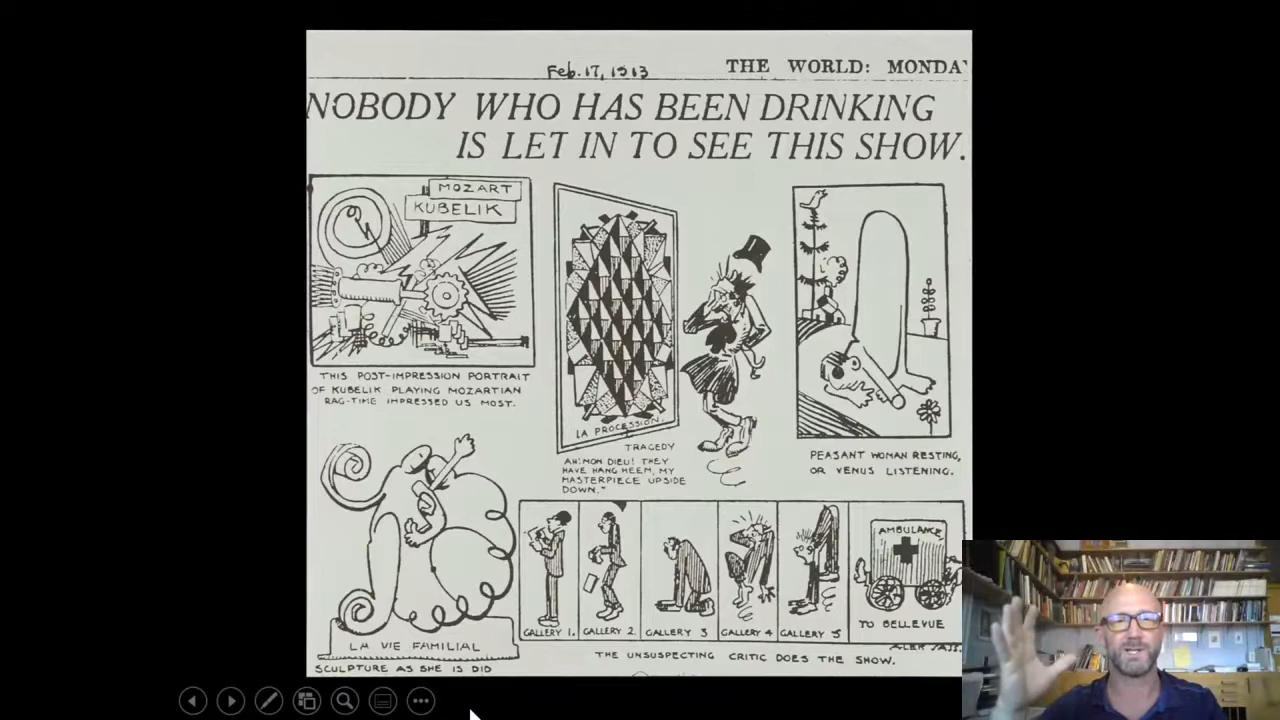 Feb. 17, 1913
THE WORLD: MONDAY
NOBODY WHO HAS BEEN DRINKING
IS LET IN TO SEE THIS SHOW.
MOZART
KUBELIK
THIS POST-IMPRESSION PORTRAIT
OF KUBELIK PLAYING MOZARTIAN
RAG-TIME IMPRESSED US MOST.
LA PROCESSION.
TRAGEDY
AH! MON DIEU! THEY
HAVE HANG HEEM, MY
MASTERPIECE UPSIDE
DOWN."
PEASANT WOMAN RESTING,
OR VENUS LISTENING.
LA VIE FAMILIAL
SCULPTURE AS SHE IS DID
GALLERY 1.
GALLERY 2
GALLERY 3
GALLERY 4
GALLERY 5
AMBULANCE
TO BELLEVUE
THE UNSUSPECTING CRITIC DOES THE SHOW.